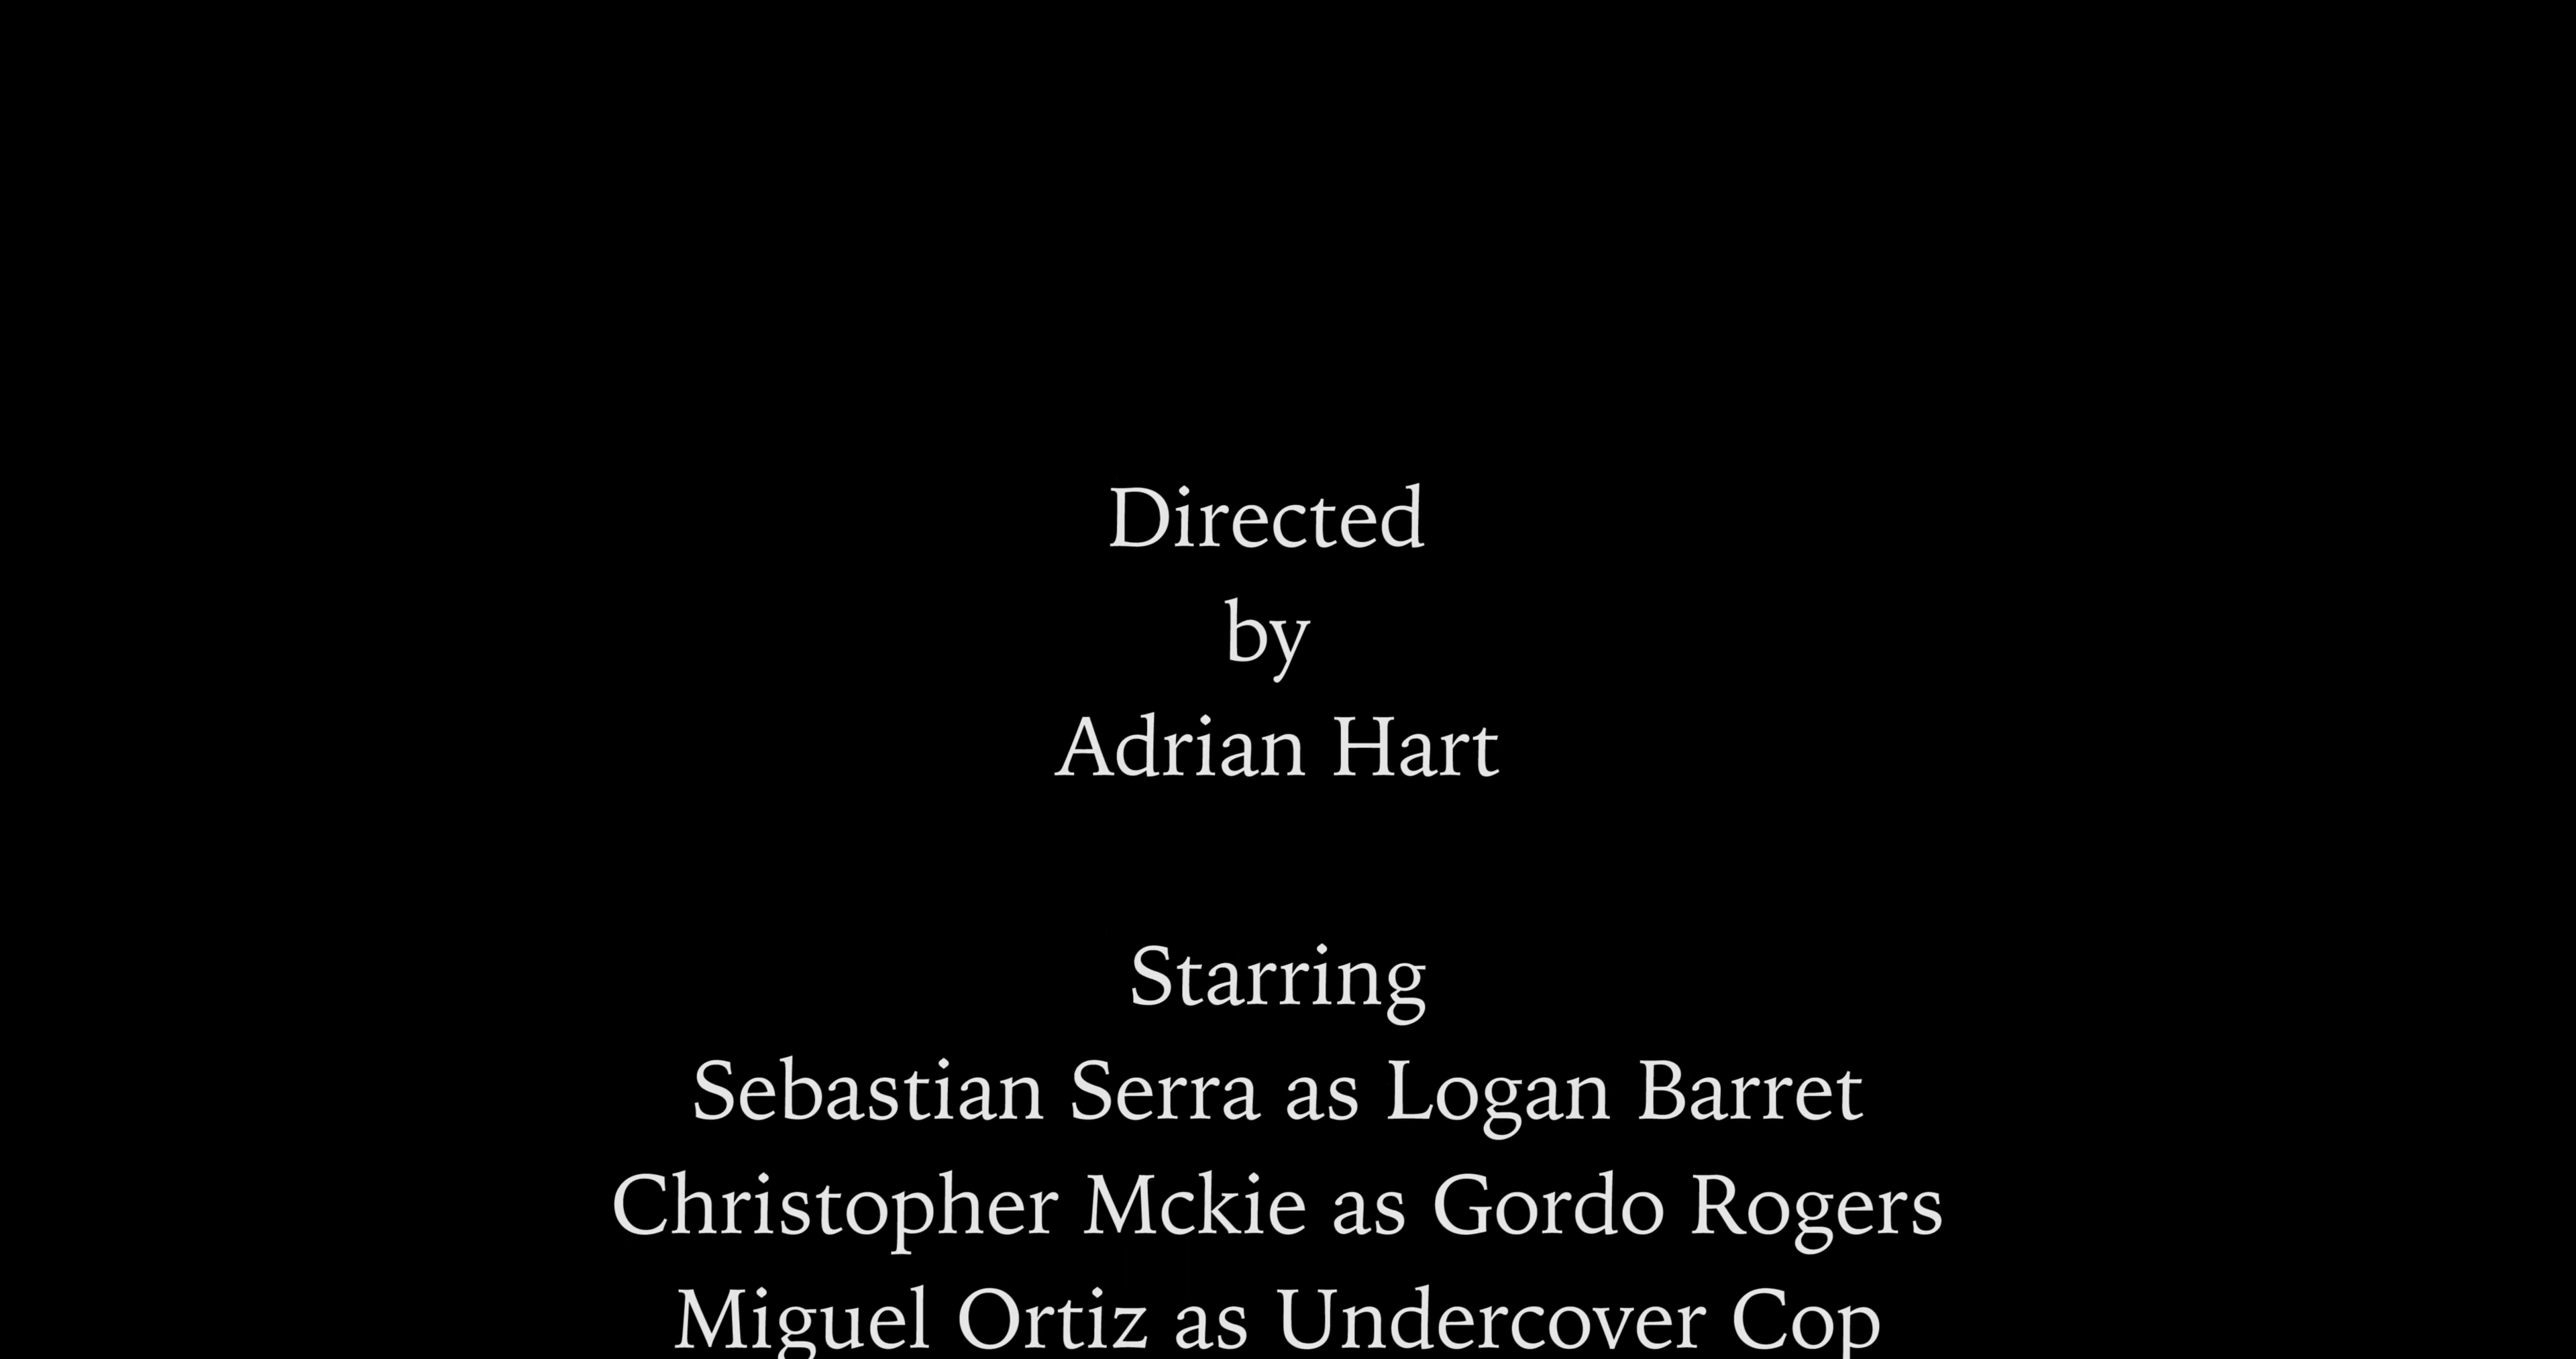 Directed
by
Adrian Hart
Starring
Sebastian Serra as Logan Barret
Christopher Mckie as Gordo Rogers
Miguel Ortiz as Undercover Cop